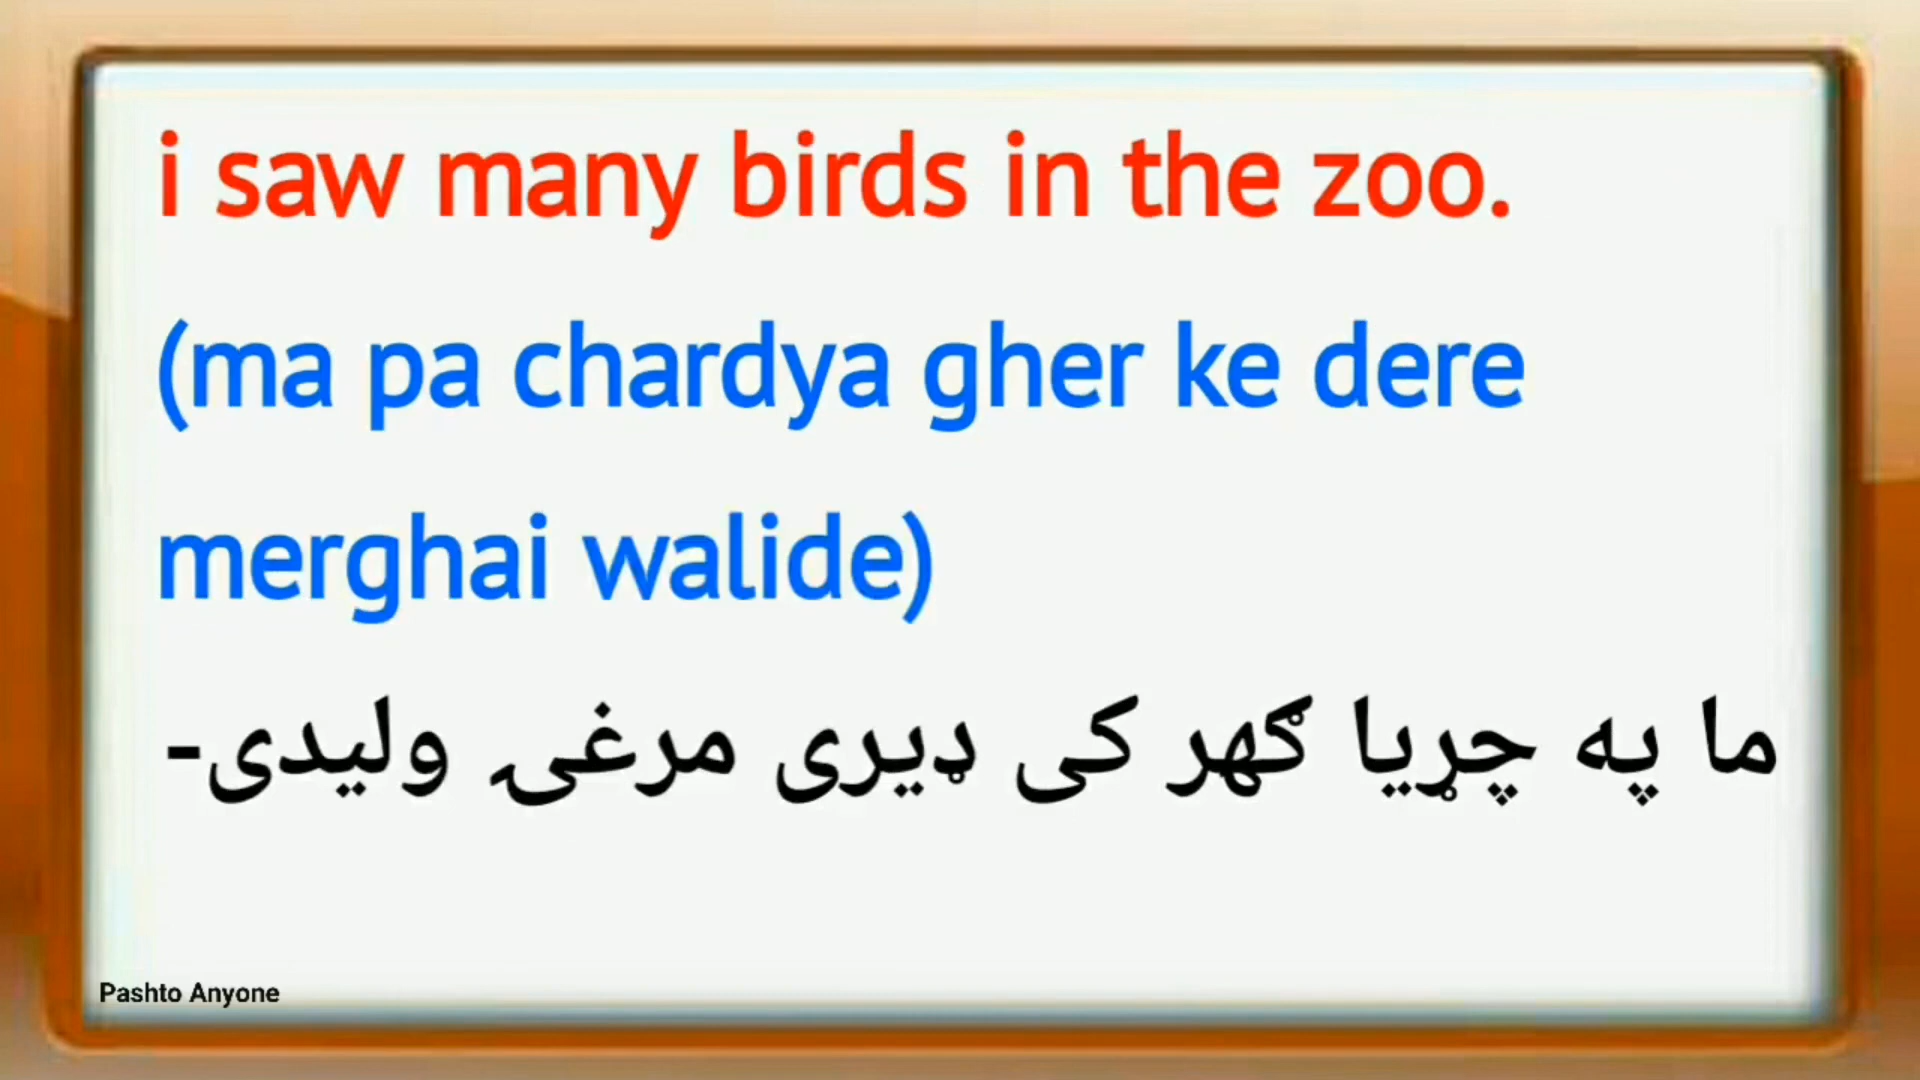 i saw many birds in the zoo.
(ma pa chardya gher ke dere
merghai walide)
ما په چړیا ګهر کی ډیری مرغۍ ولیدی-
Pashto Anyone